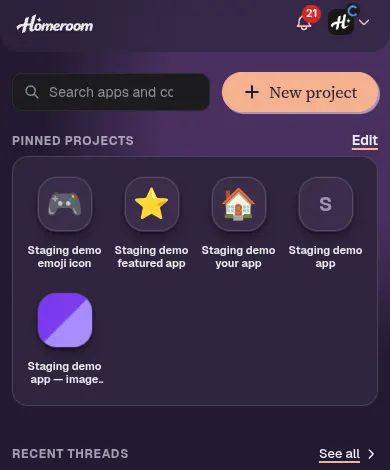 Homeroom
21
Search apps and cc
+ New project
PINNED PROJECTS
Edit
Staging demo
emoji icon
Staging demo
featured app
Staging demo
your app
S
Staging demo
app
Staging demo
app — image..
RECENT THREADS
See all